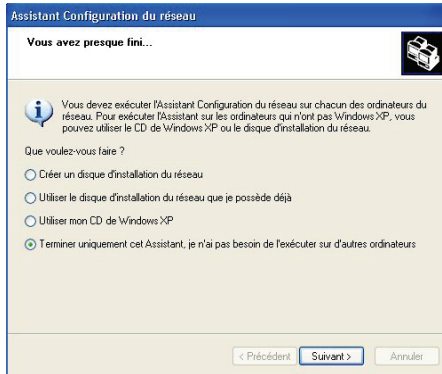 Assistant Configuration du réseau
Vous avez presque fini...
Vous devez exécuter l'Assistant Configuration du réseau sur chacun des ordinateurs du
réseau. Pour exécuter l'Assistant sur les ordinateurs qui n'ont pas Windows XP, vous
pouvez utiliser le CD de Windows XP ou le disque d'installation du réseau.
Que voulez-vous faire ?
Créer un disque d'installation du réseau
Utiliser le disque d'installation du réseau que je possède déjà
Utiliser mon CD de Windows XP
Terminer uniquement cet Assistant, je n'ai pas besoin de l'exécuter sur d'autres ordinateurs
< Précédent Suivant > Annuler